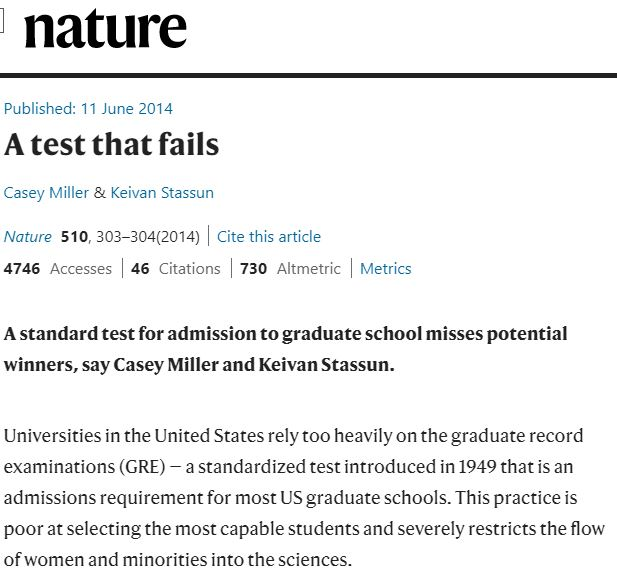 nature
Published: 11 June 2014
A test that fails
Casey Miller & Keivan Stassun
Nature 510, 303–304(2014) | Cite this article
4746 Accesses | 46 Citations | 730 Altmetric | Metrics
A standard test for admission to graduate school misses potential
winners, say Casey Miller and Keivan Stassun.
Universities in the United States rely too heavily on the graduate record
examinations (GRE) — a standardized test introduced in 1949 that is an
admissions requirement for most US graduate schools. This practice is
poor at selecting the most capable students and severely restricts the flow
of women and minorities into the sciences.